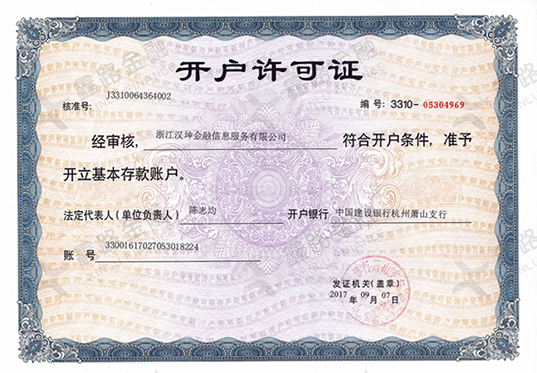 开户许可证
J3310064364002
核准号: 编 号: 3310- 05304969
经审核, 浙江汉坤金融信息服务有限公司 符合开户条件, 准予
开立基本存款账户。
法定代表人(单位负责人) 陈志均 开户银行 中国建设银行杭州萧山支行
账 号 33001617027053018224
发证机关(盖章)
2017 年 09 月 07 日